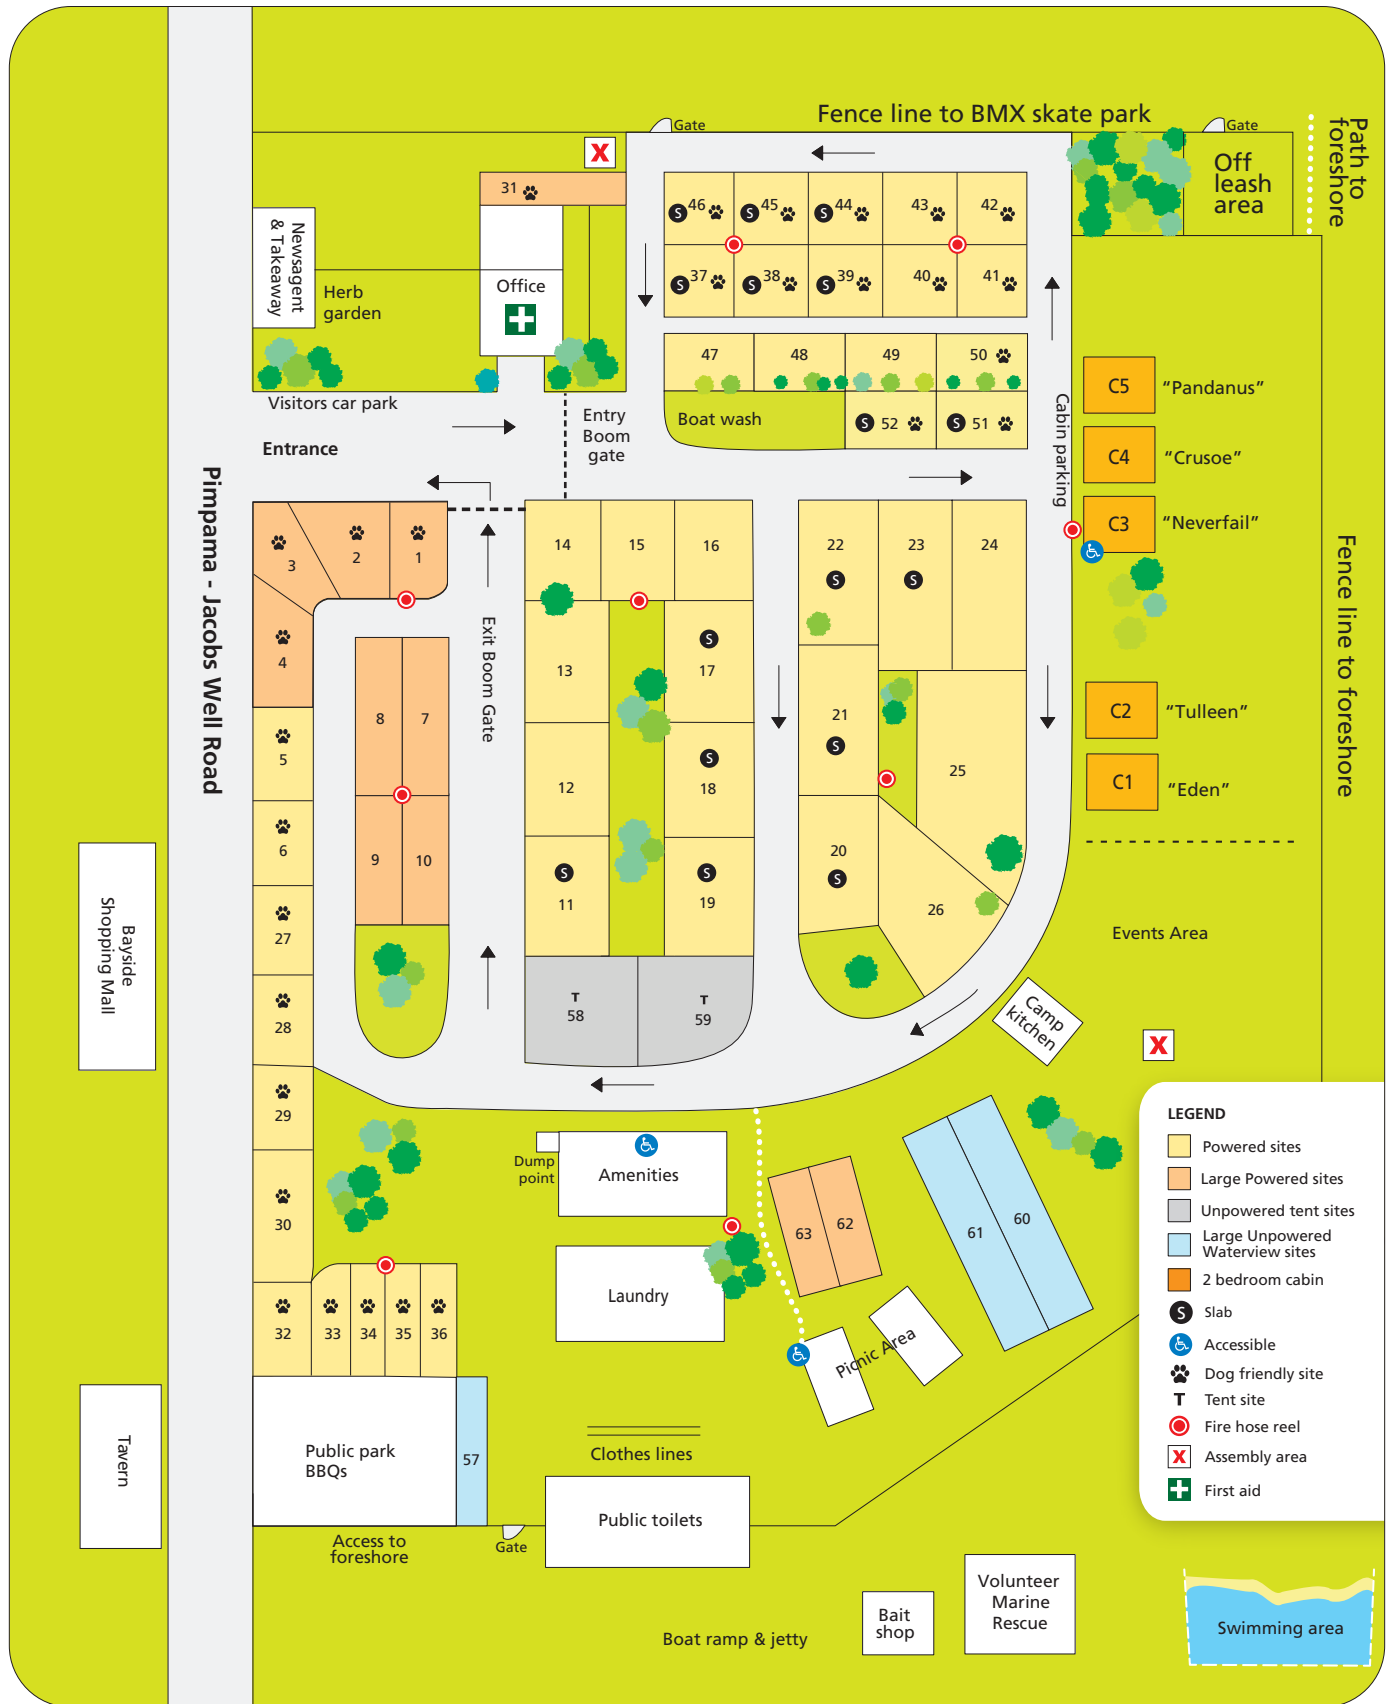 Fence line to BMX skate park
Gate
Gate
Path to
foreshore
Off
leash
area
X
31
S 46
S 45
S 44
43
42
S 37
S 38
S 39
40
41
Newsagent
& Takeaway
Herb
garden
Office
47
48
49
50
Boat wash
S 52
S 51
Visitors car park
Entrance
Entry
Boom
gate
Cabin parking
C5
“Pandanus”
C4
“Crusoe”
C3
“Neverfail”
C2
“Tulleen”
C1
“Eden”
Fence line to foreshore
Pimpama - Jacobs Well Road
3
2
1
4
5
6
27
28
29
30
8
7
9
10
Exit Boom Gate
14
15
16
13
S
17
12
S
18
S
11
S
19
T
58
T
59
22
S
23
S
24
21
S
25
20
S
26
Events Area
Camp
kitchen
X
Bayside
Shopping Mall
Tavern
Dump
point
Amenities
Laundry
63
62
61
60
Picnic Area
32
33
34
35
36
Public park
BBQs
57
Clothes lines
Public toilets
Access to
foreshore
Gate
Boat ramp & jetty
Bait
shop
Volunteer
Marine
Rescue
Swimming area
LEGEND
Powered sites
Large Powered sites
Unpowered tent sites
Large Unpowered
Waterview sites
2 bedroom cabin
S Slab
Accessible
Dog friendly site
T Tent site
Fire hose reel
X Assembly area
First aid